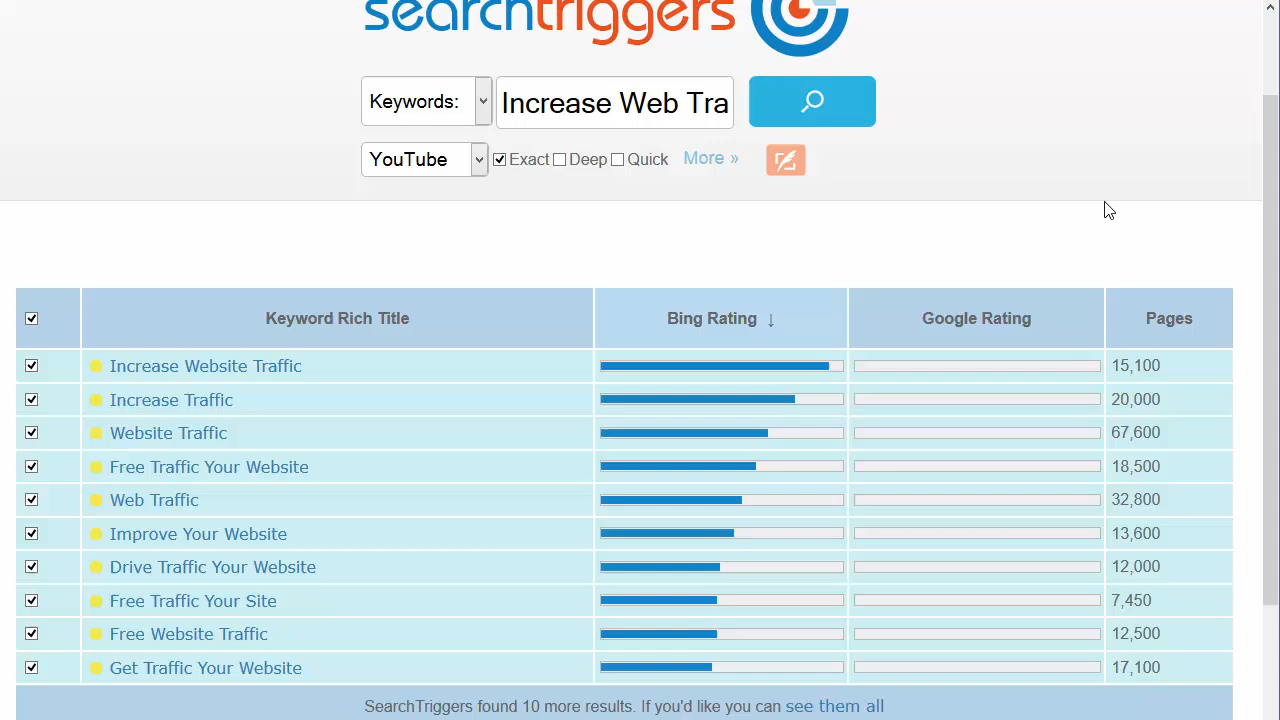 searchtriggers
Keywords: Increase Web Tra
YouTube Exact Deep Quick More »
Keyword Rich Title Bing Rating ↓ Google Rating Pages
Increase Website Traffic 15,100
Increase Traffic 20,000
Website Traffic 67,600
Free Traffic Your Website 18,500
Web Traffic 32,800
Improve Your Website 13,600
Drive Traffic Your Website 12,000
Free Traffic Your Site 7,450
Free Website Traffic 12,500
Get Traffic Your Website 17,100
SearchTriggers found 10 more results. If you'd like you can see them all